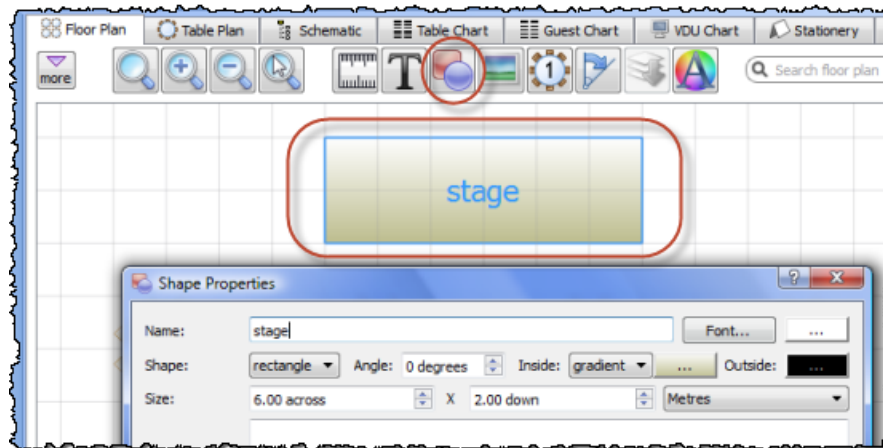 Floor Plan Table Plan Schematic Table Chart Guest Chart VDU Chart Stationery
more T 1 A Search floor plan
stage
Shape Properties ?
Name: stage Font... ...
Shape: rectangle Angle: 0 degrees Inside: gradient ... Outside: ...
Size: 6.00 across X 2.00 down Metres